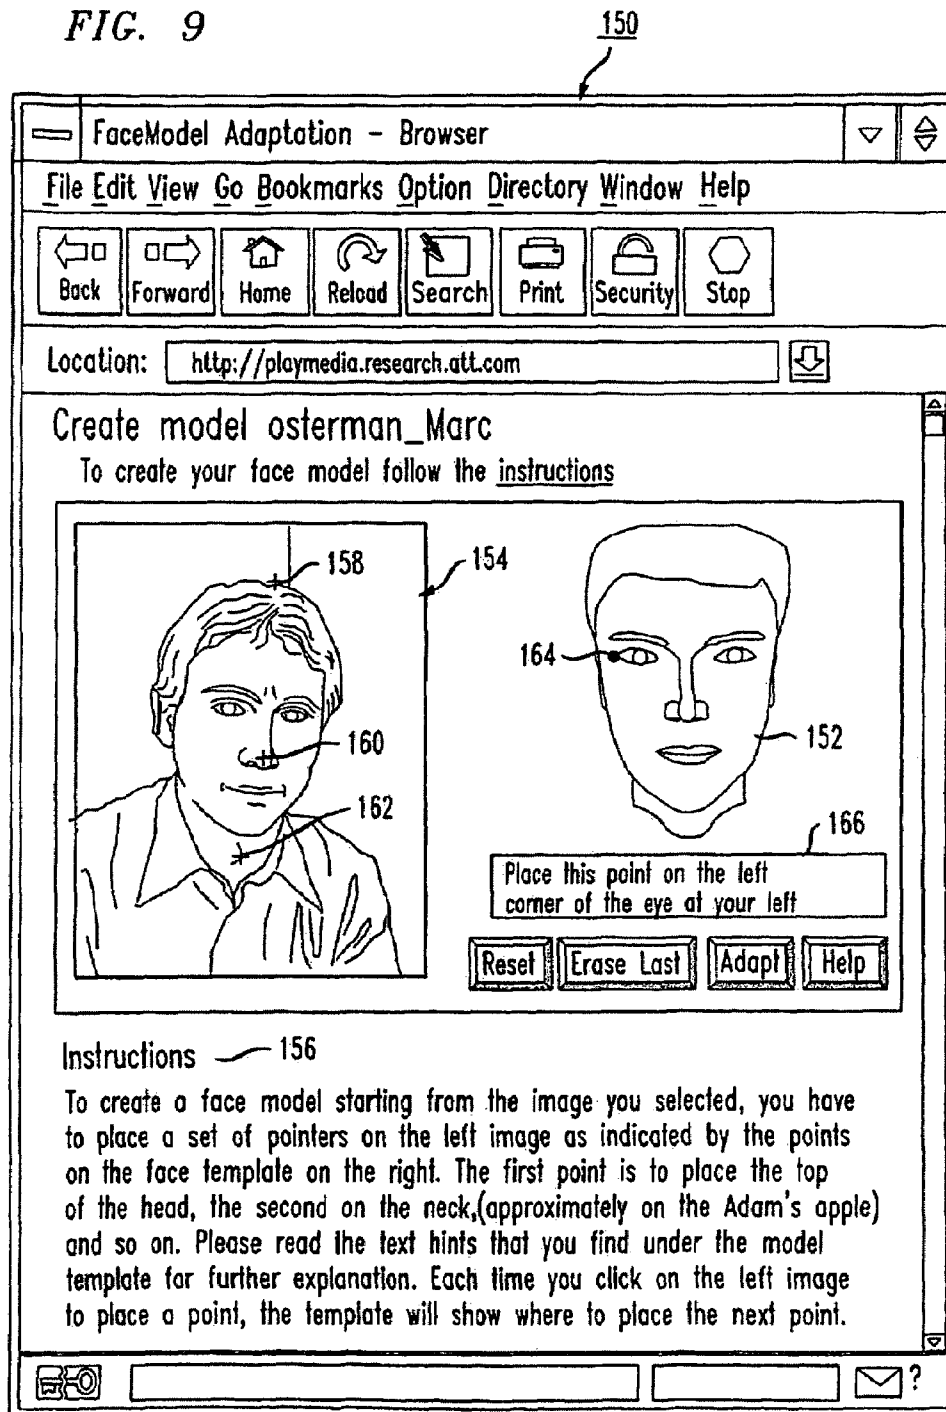 FIG. 9
150
FaceModel Adaptation - Browser
File Edit View Go Bookmarks Option Directory Window Help
Back Forward Home Reload Search Print Security Stop
Location: http://playmedia.research.att.com
Create model osterman_Marc
To create your face model follow the instructions
158
154
164
160
152
162
166
Place this point on the left
corner of the eye at your left
Reset Erase Last Adapt Help
Instructions 156
To create a face model starting from the image you selected, you have
to place a set of pointers on the left image as indicated by the points
on the face template on the right. The first point is to place the top
of the head, the second on the neck,(approximately on the Adam's apple)
and so on. Please read the text hints that you find under the model
template for further explanation. Each time you click on the left image
to place a point, the template will show where to place the next point.
?